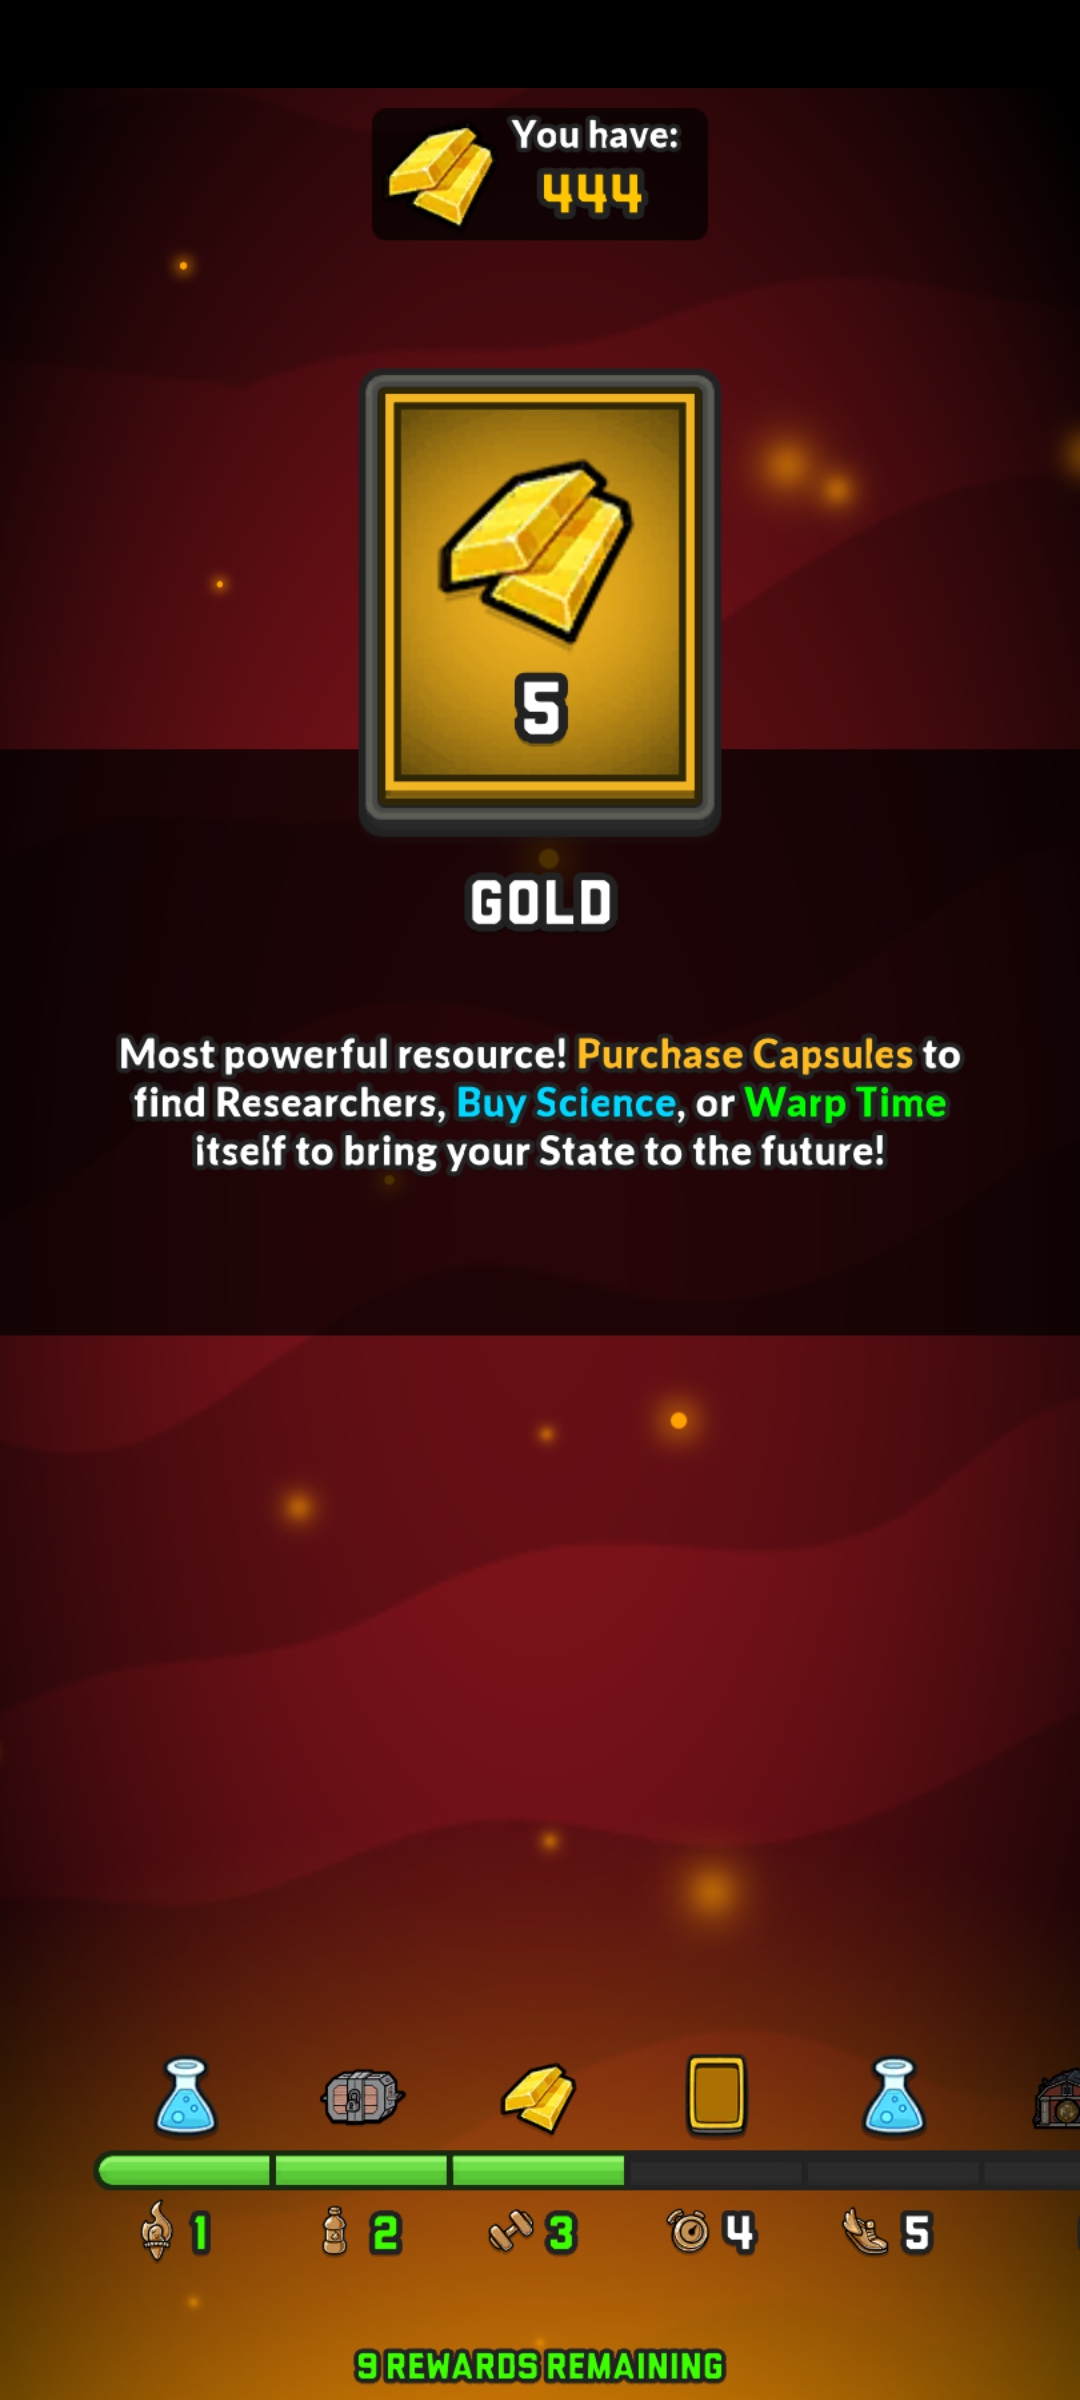 You have:
444
5
GOLD
Most powerful resource! Purchase Capsules to
find Researchers, Buy Science, or Warp Time
itself to bring your State to the future!
1 2 3 4 5
9 REWARDS REMAINING